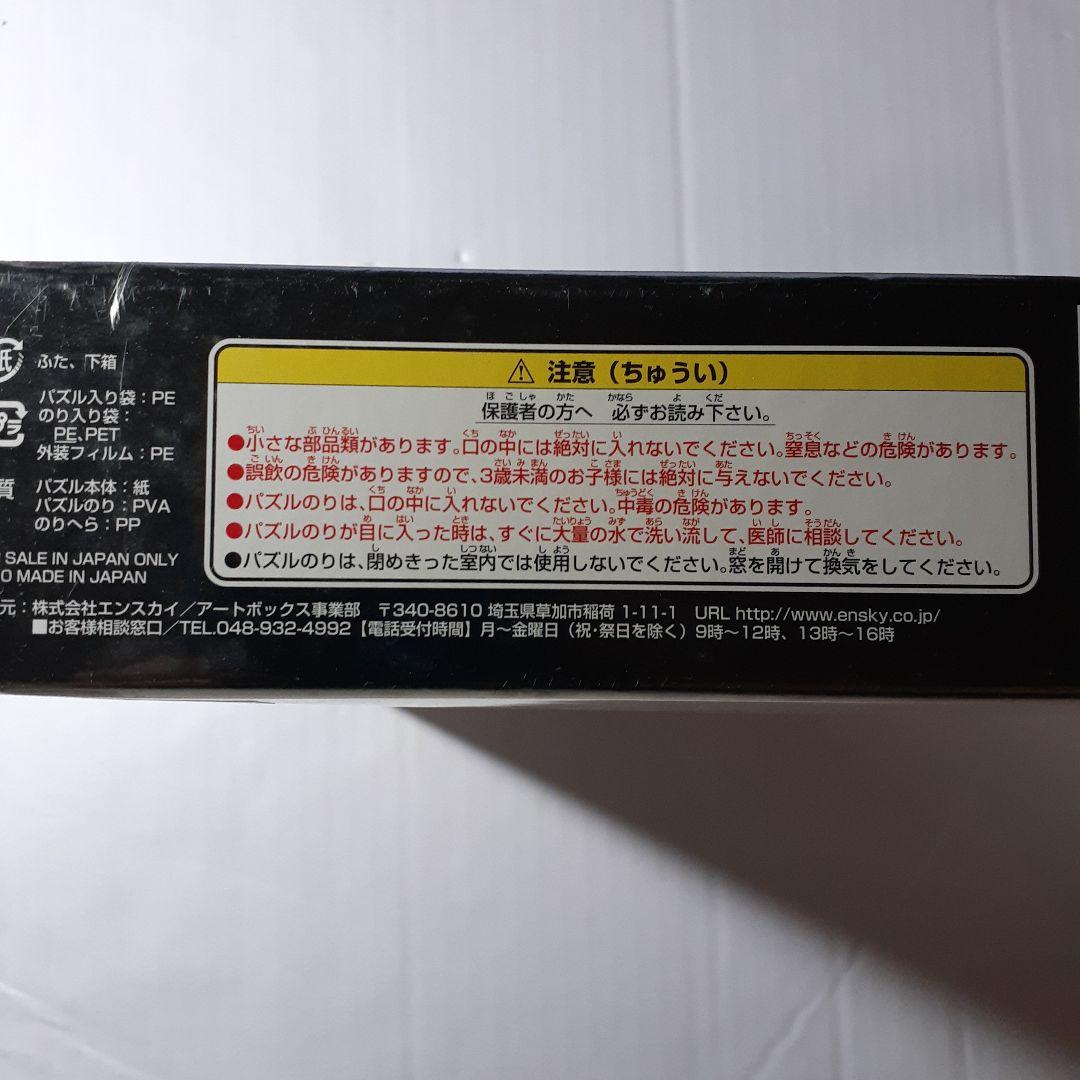 紙 ふた、下箱
プラ パズル入り袋：PE
のり入り袋：
PE、PET
外装フィルム：PE
質 パズル本体：紙
パズルのり：PVA
のりへら：PP
SALE IN JAPAN ONLY
MADE IN JAPAN
⚠ 注意（ちゅうい）
保護者の方へ 必ずお読み下さい。
●小さな部品類があります。口の中には絶対に入れないでください。窒息などの危険があります。
●誤飲の危険がありますので、3歳未満のお子様には絶対に与えないでください。
●パズルのりは、口の中に入れないでください。中毒の危険があります。
●パズルのりが目に入った時は、すぐに大量の水で洗い流して、医師に相談してください。
●パズルのりは、閉めきった室内では使用しないでください。窓を開けて換気をしてください。
元：株式会社エンスカイ／アートボックス事業部 〒340-8610 埼玉県草加市稲荷 1-11-1 URL http://www.ensky.co.jp/
■お客様相談窓口／TEL.048-932-4992【電話受付時間】月～金曜日（祝・祭日を除く）9時～12時、13時～16時